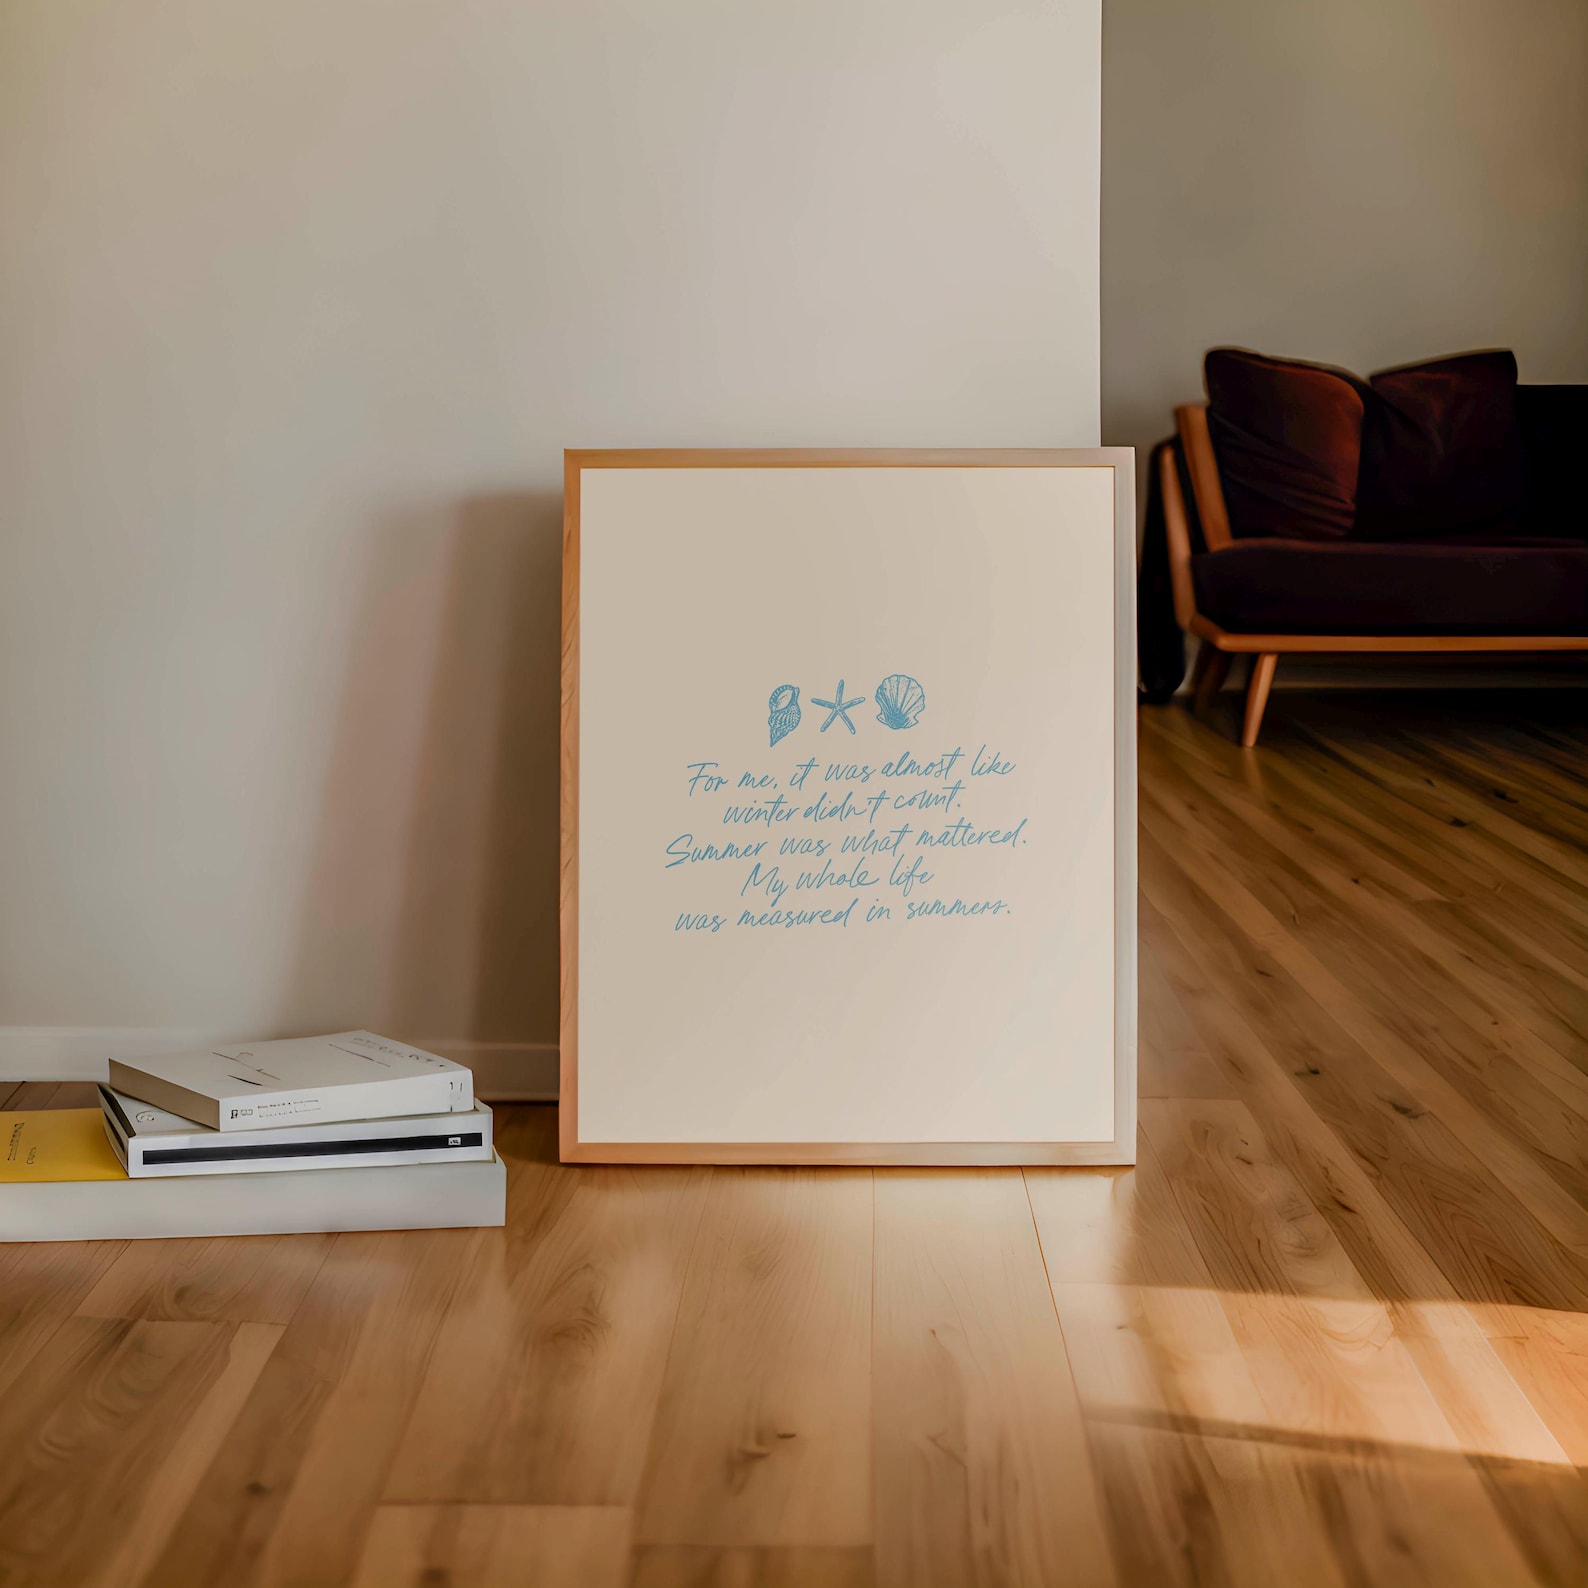 For me, it was almost like
winter didn't count.
Summer was what mattered.
My whole life
was measured in summers.